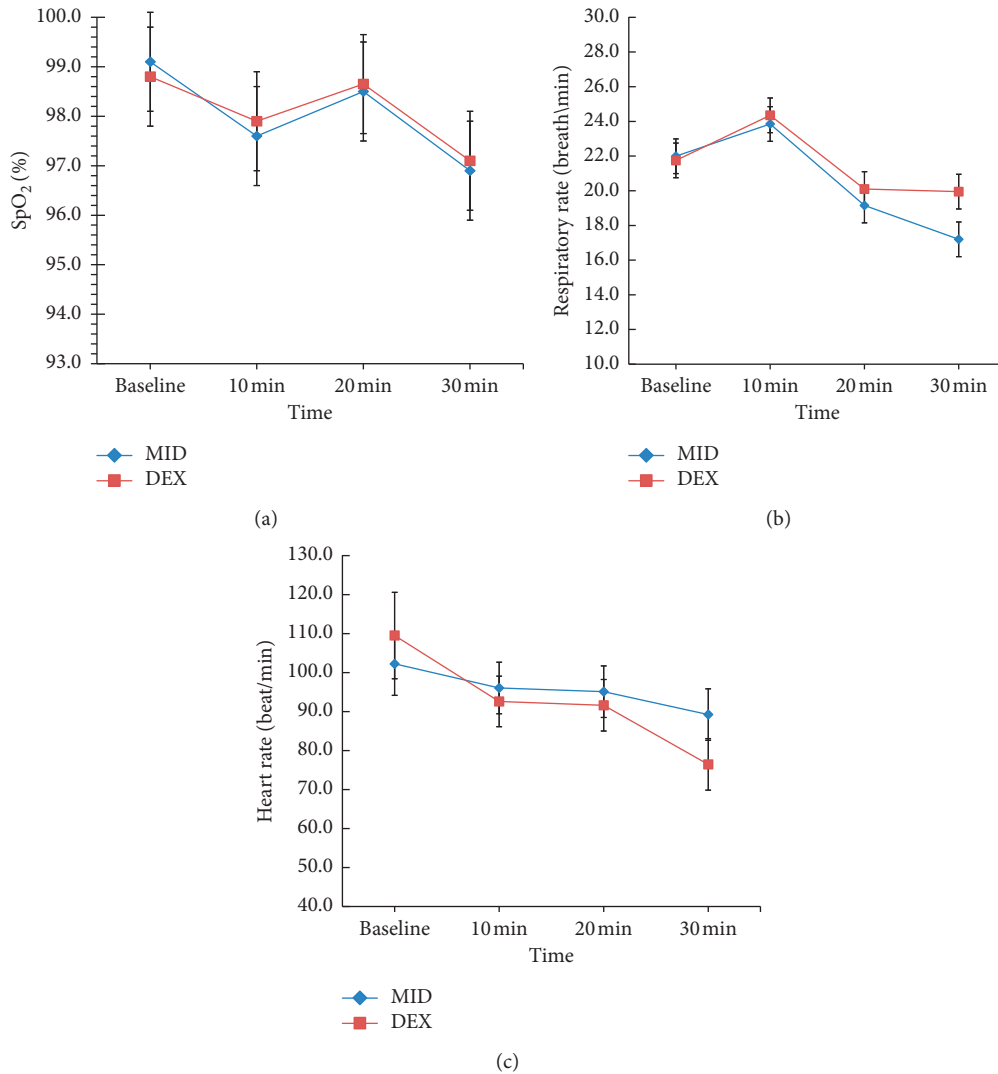 100.0
99.0
98.0
97.0
96.0
95.0
94.0
93.0
SpO2 (%)
Baseline 10 min 20 min 30 min
Time
MID
DEX
(a)
30.0
28.0
26.0
24.0
22.0
20.0
18.0
16.0
14.0
12.0
10.0
Respiratory rate (breath\min)
Baseline 10 min 20 min 30 min
Time
MID
DEX
(b)
130.0
120.0
110.0
100.0
90.0
80.0
70.0
60.0
50.0
40.0
Heart rate (beat/min)
Baseline 10 min 20 min 30 min
Time
MID
DEX
(c)